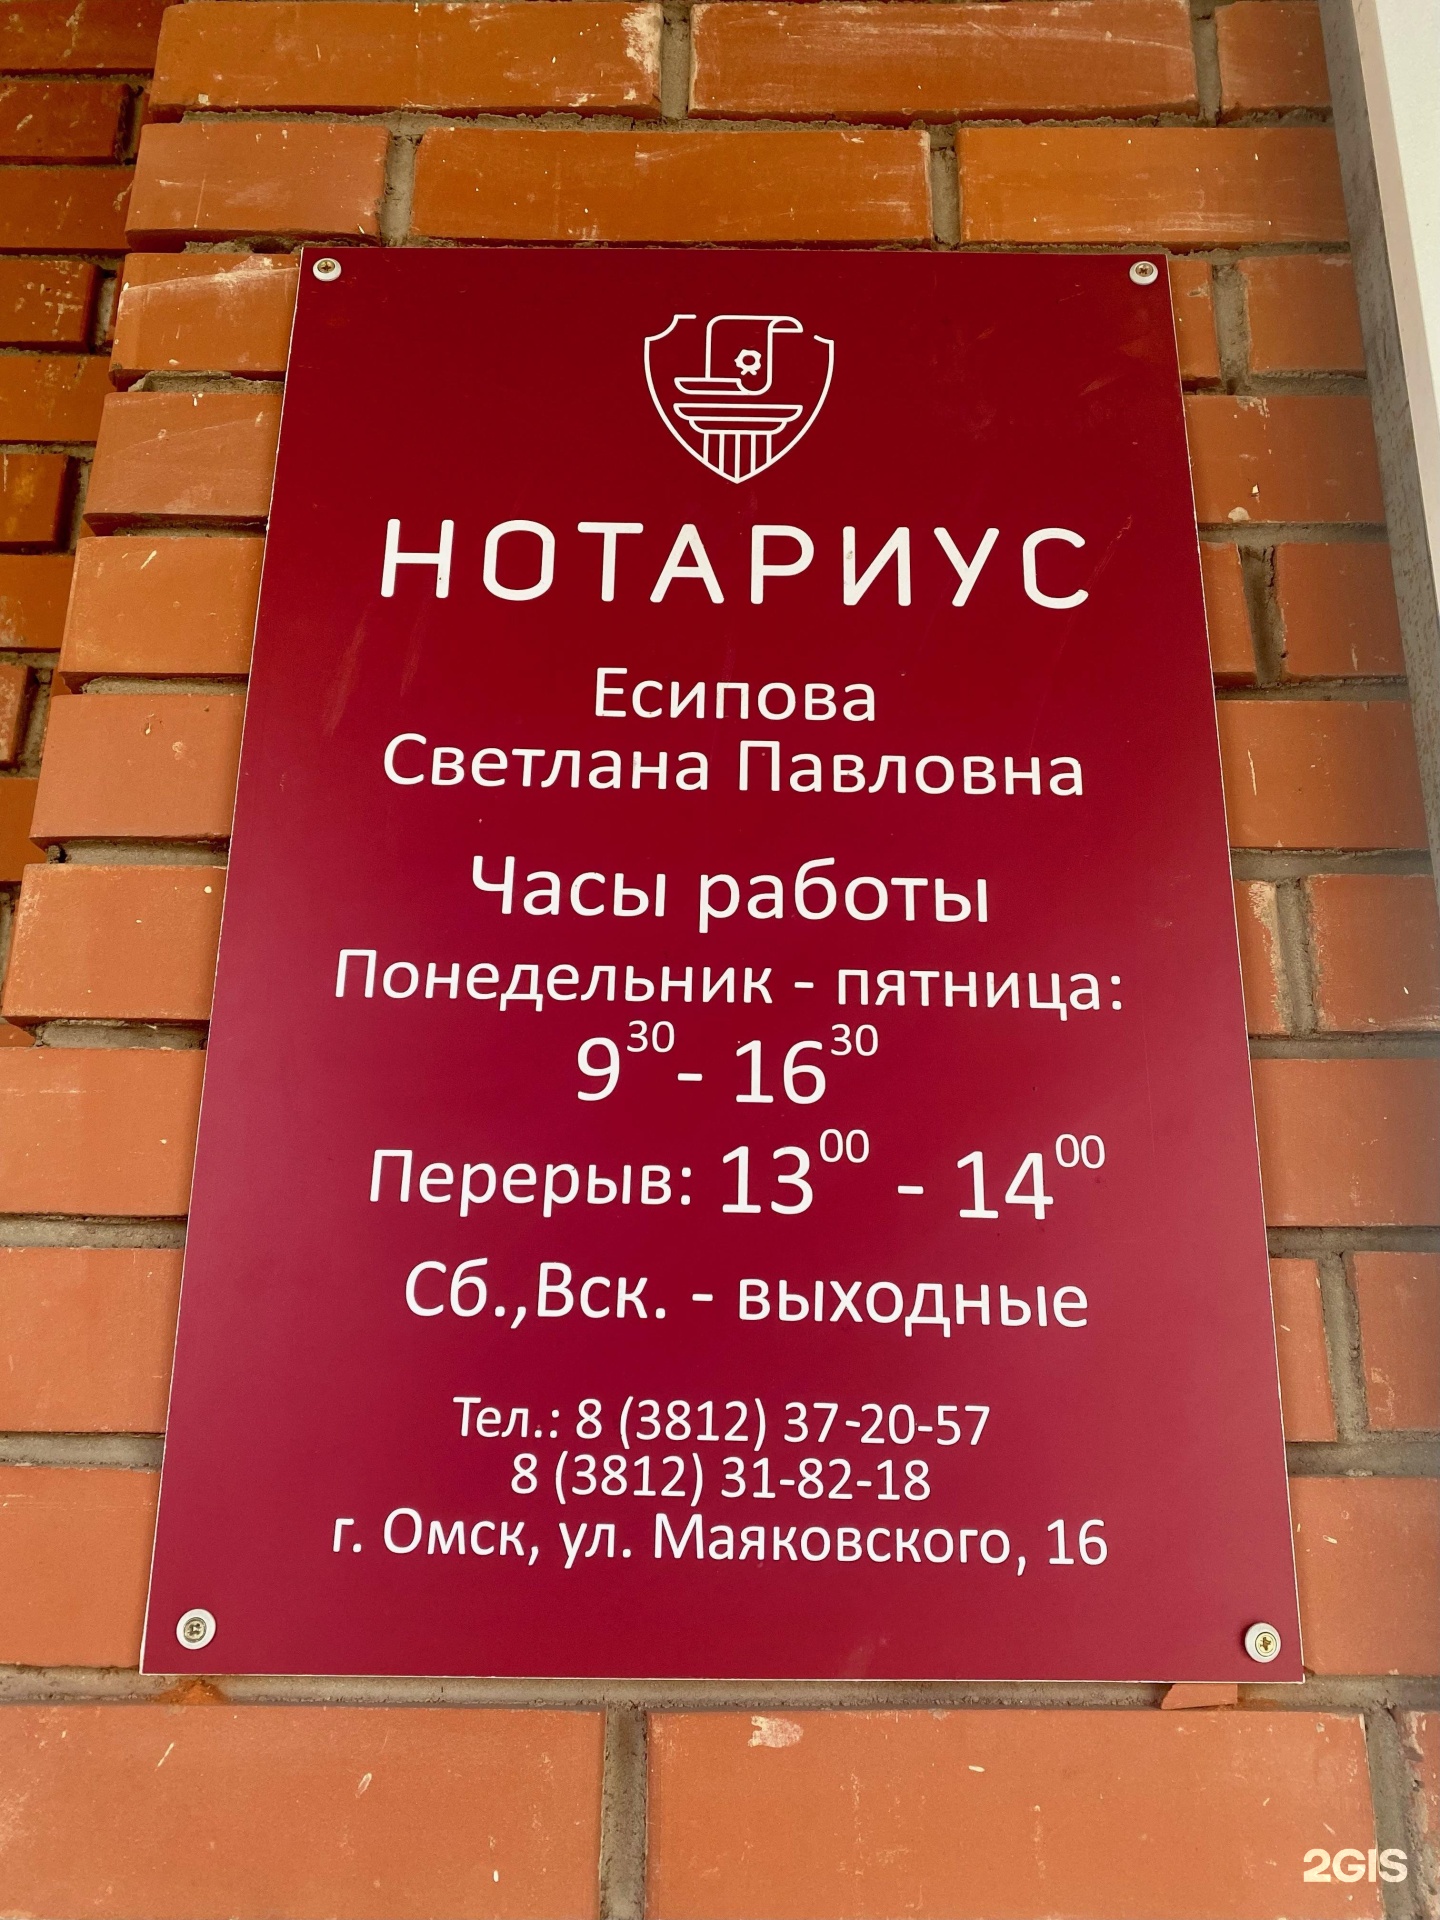 НОТАРИУС
Есипова
Светлана Павловна
Часы работы
Понедельник - пятница:
9³⁰ - 16³⁰
Перерыв: 13⁰⁰ - 14⁰⁰
Сб.,Вск. - выходные
Тел.: 8 (3812) 37-20-57
8 (3812) 31-82-18
г. Омск, ул. Маяковского, 16
2GIS